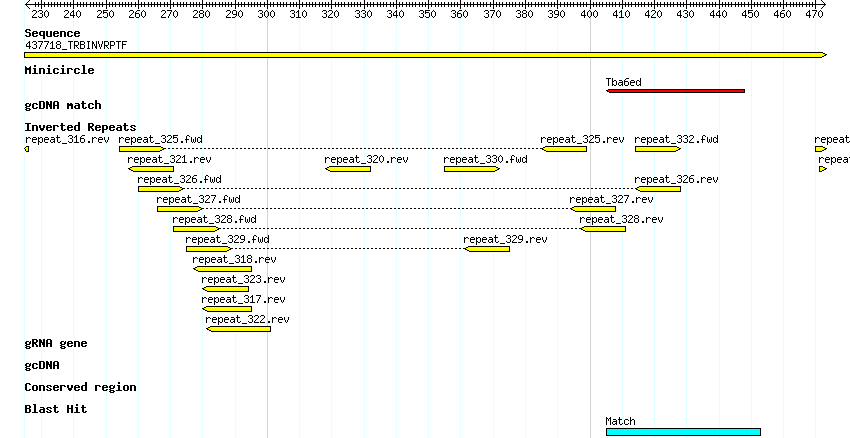 230 240 250 260 270 280 290 300 310 320 330 340 350 360 370 380 390 400 410 420 430 440 450 460 470
Sequence
437718_TRBINVRPTF
Minicircle
Tba6ed
gcDNA match
Inverted Repeats
repeat_316.rev repeat_325.fwd repeat_325.rev repeat_332.fwd repeat
repeat_321.rev repeat_320.rev repeat_330.fwd repeat
repeat_326.fwd repeat_326.rev
repeat_327.fwd repeat_327.rev
repeat_328.fwd repeat_328.rev
repeat_329.fwd repeat_329.rev
repeat_318.rev
repeat_323.rev
repeat_317.rev
repeat_322.rev
gRNA gene
gcDNA
Conserved region
Blast Hit
Match